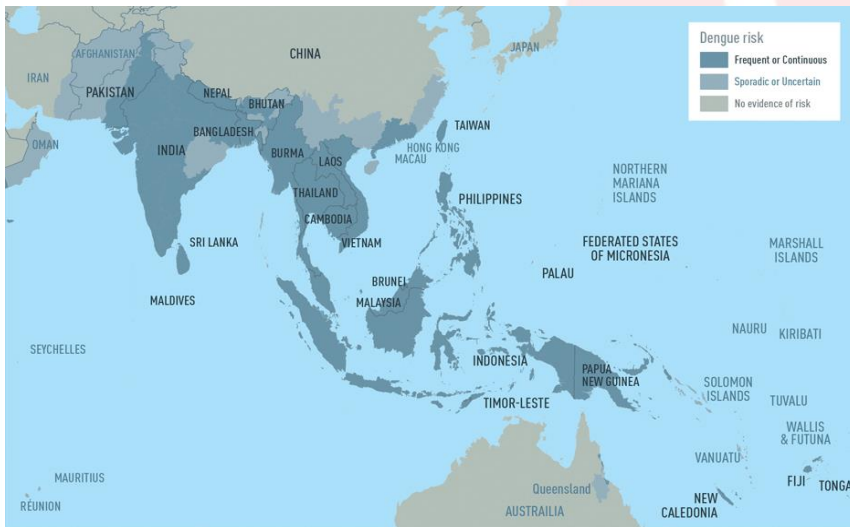 Dengue risk
Frequent or Continuous
Sporadic or Uncertain
No evidence of risk
CHINA
JAPAN
AFGHANISTAN
IRAN
PAKISTAN
NEPAL
BHUTAN
OMAN
BANGLADESH
TAIWAN
INDIA
BURMA
LAOS
HONG KONG
MACAU
NORTHERN
MARIANA
ISLANDS
THAILAND
PHILIPPINES
CAMBODIA
VIETNAM
SRI LANKA
FEDERATED STATES
OF MICRONESIA
MARSHALL
ISLANDS
PALAU
BRUNEI
MALAYSIA
MALDIVES
NAURU
KIRIBATI
SEYCHELLES
INDONESIA
PAPUA
NEW GUINEA
SOLOMON
ISLANDS
TIMOR-LESTE
TUVALU
WALLIS
& FUTUNA
VANUATU
MAURITIUS
FIJI
TONGA
Queensland
RÉUNION
NEW
CALEDONIA
AUSTRAILIA